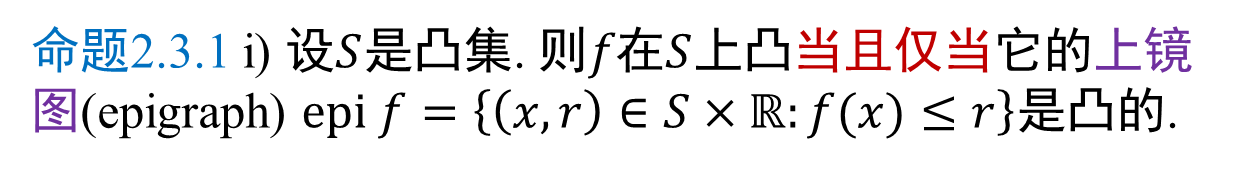 命题2.3.1 i) 设𝑆是凸集. 则𝑓在𝑆上凸当且仅当它的上镜
图(epigraph) epi 𝑓 = {(𝑥, 𝑟) ∈ 𝑆 × ℝ: 𝑓(𝑥) ≤ 𝑟}是凸的.